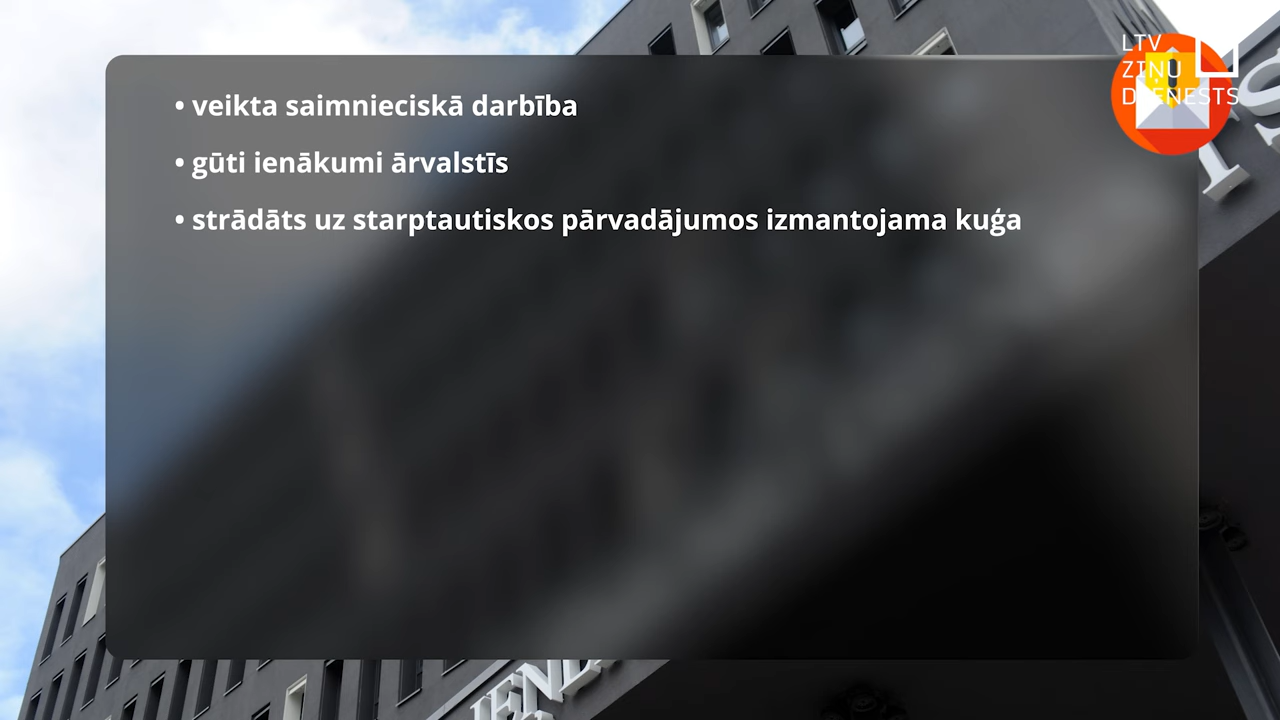 • veikta saimnieciskā darbība
• gūti ienākumi ārvalstīs
• strādāts uz starptautiskos pārvadājumos izmantojama kuģa
LTV
ZIŅU
DIENESTS